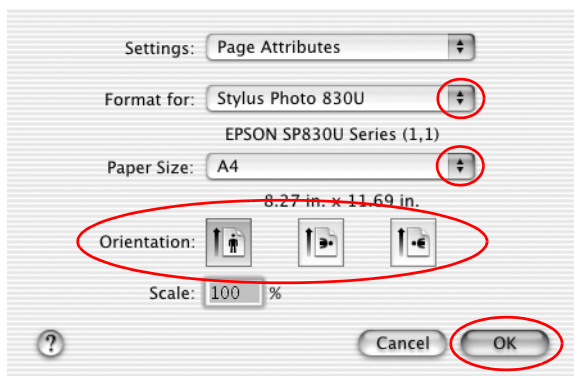 Settings: Page Attributes
Format for: Stylus Photo 830U
EPSON SP830U Series (1,1)
Paper Size: A4
8.27 in. x 11.69 in.
Orientation:
Scale: 100 %
? Cancel OK